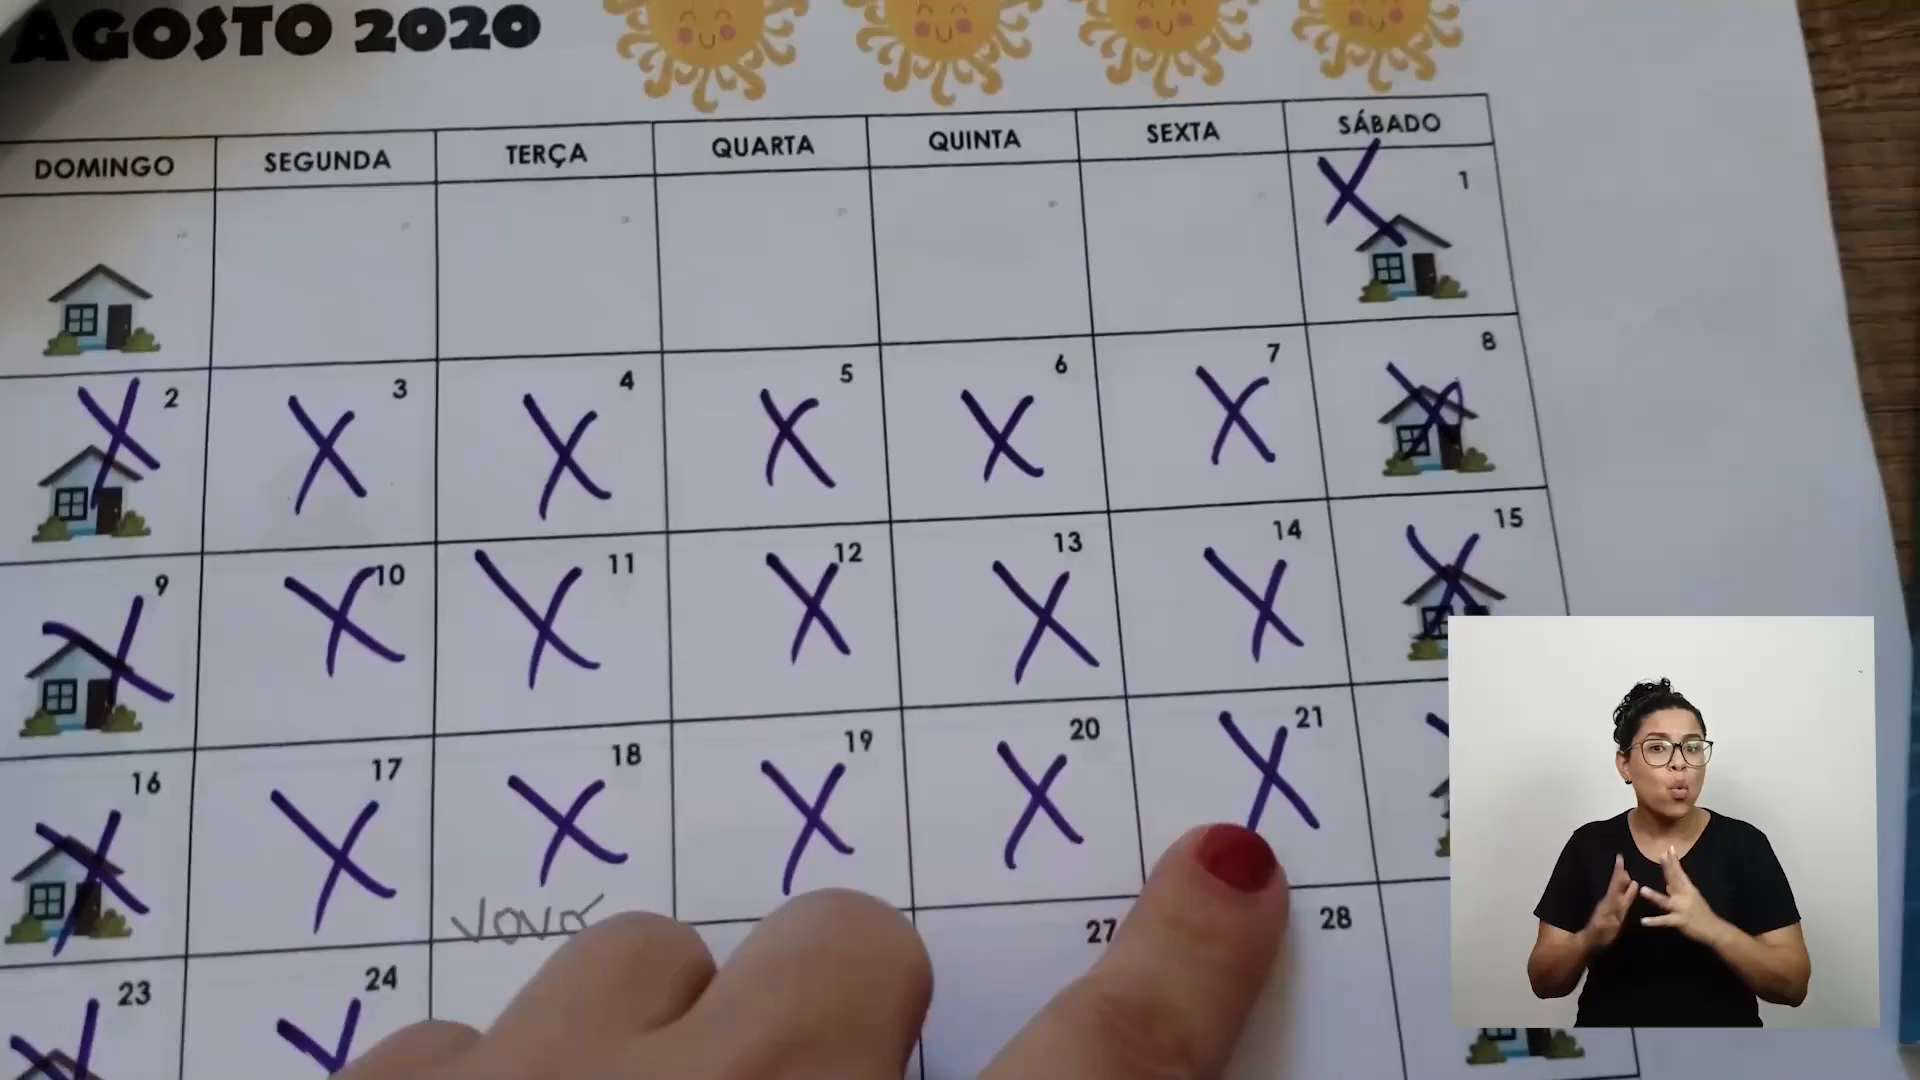 AGOSTO 2020
DOMINGO SEGUNDA TERÇA QUARTA QUINTA SEXTA SÁBADO
1
2 3 4 5 6 7 8
9 10 11 12 13 14 15
16 17 18 19 20 21
vovó
23 24 27 28